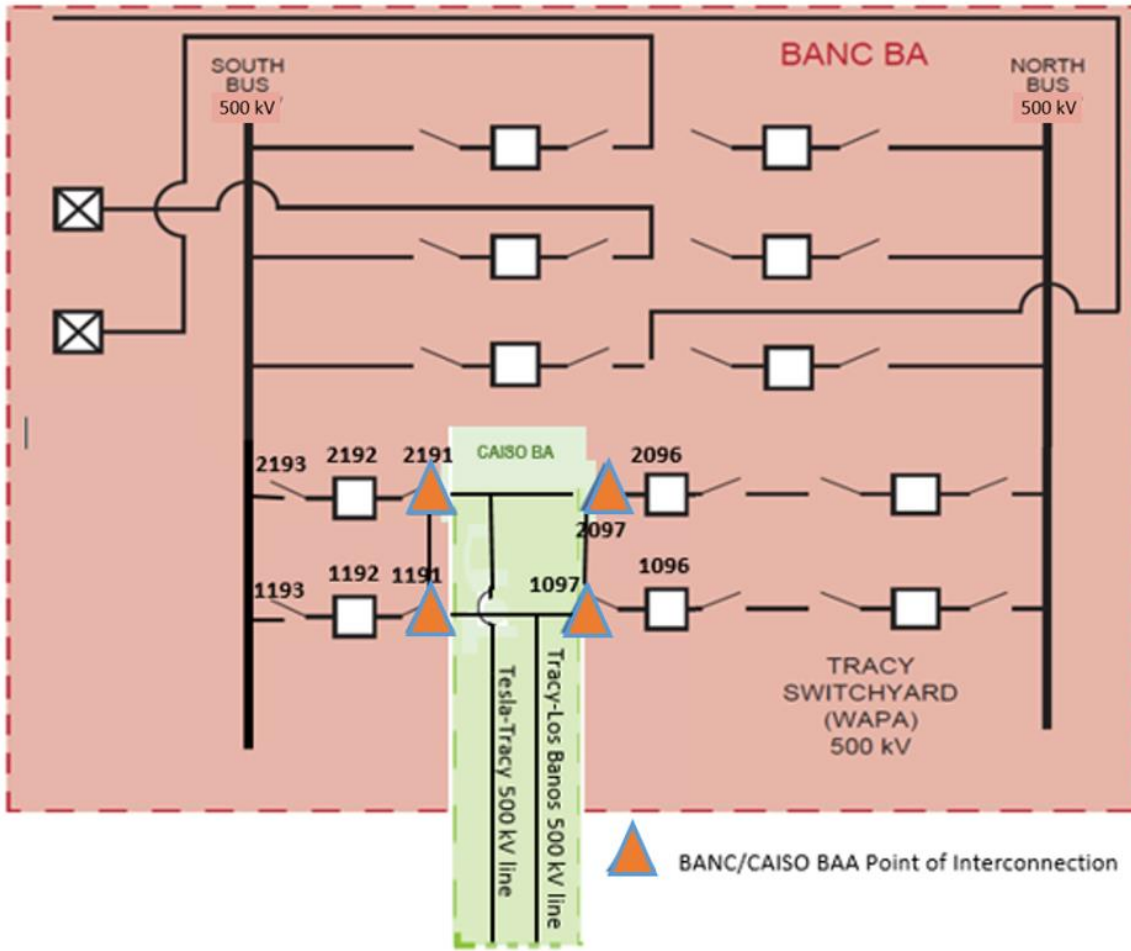 BANC BA
SOUTH
BUS
500 kV
NORTH
BUS
500 kV
CAISO BA
2193
2192
2191
2096
2097
1193
1192
1191
1097
1096
Tesla-Tracy 500 kV line
Tracy-Los Banos 500 kV line
TRACY
SWITCHYARD
(WAPA)
500 kV
BANC/CAISO BAA Point of Interconnection